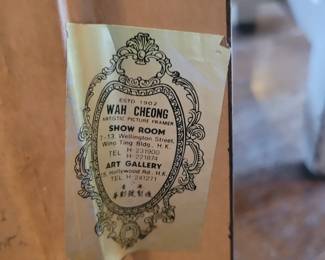 ESTD 1902
WAH CHEONG
ARTISTIC PICTURE FRAMER
SHOW ROOM
7-13, Wellington Street,
Wing Ting Bldg., H.K.
TEL H-231900
H-221874
ART GALLERY
Hollywood Rd. H.K.
TEL H-241271